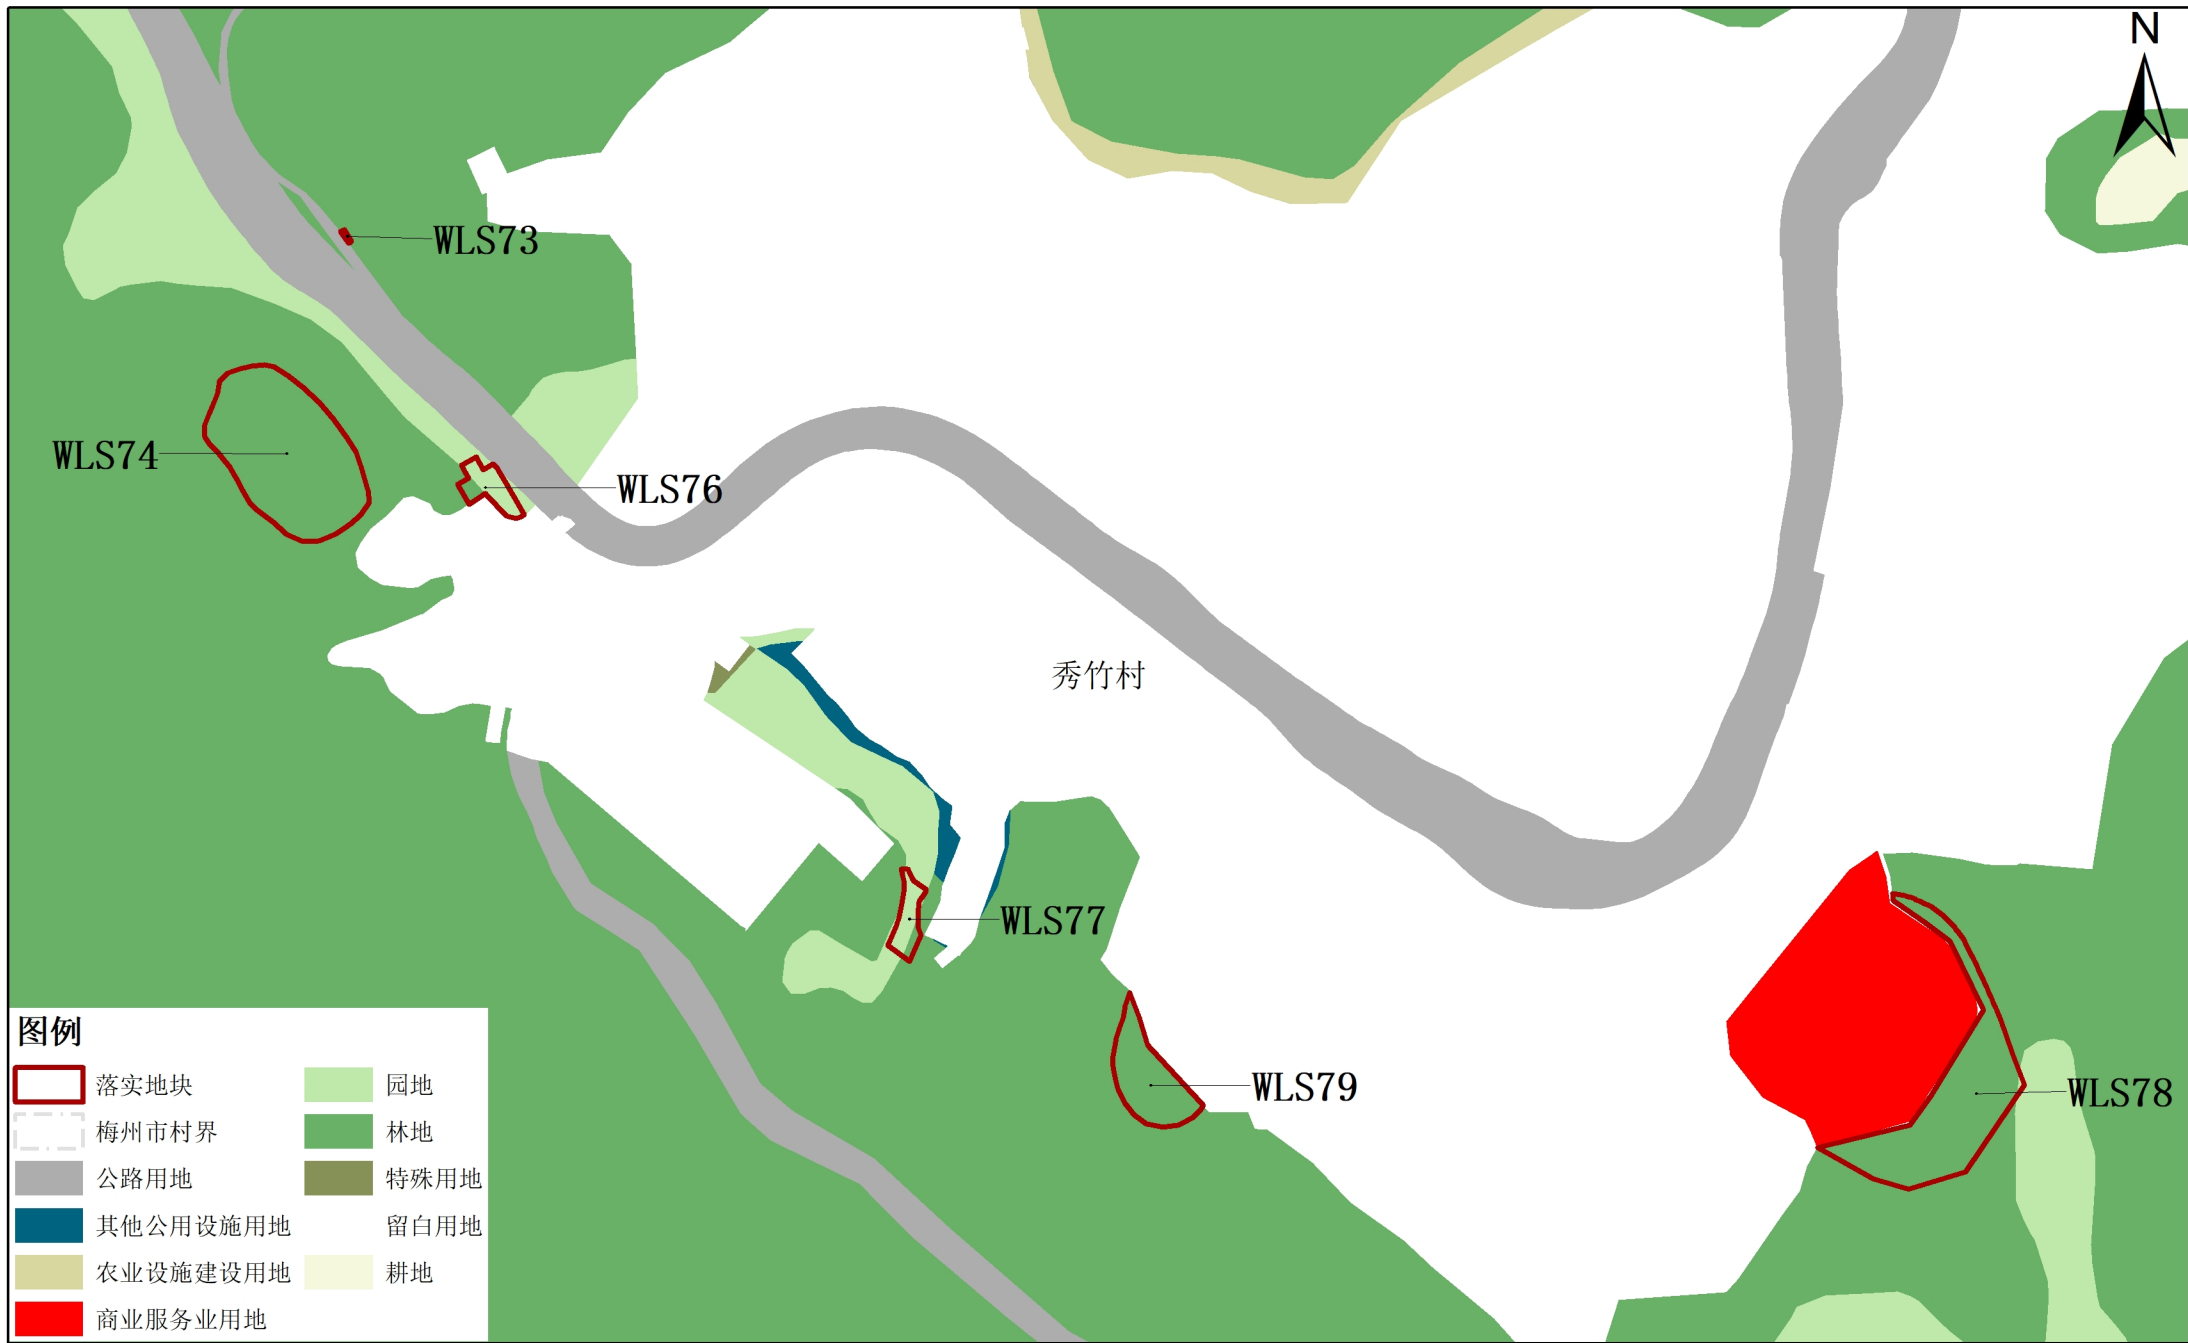 N
WLS73
WLS74
WLS76
秀竹村
WLS77
WLS79
WLS78
图例
落实地块
园地
梅州市村界
林地
公路用地
特殊用地
其他公用设施用地
留白用地
农业设施建设用地
耕地
商业服务业用地